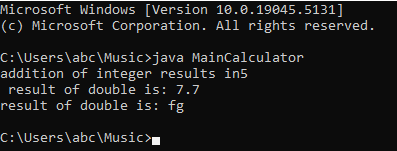 Microsoft Windows [Version 10.0.19045.5131]
(c) Microsoft Corporation. All rights reserved.
C:\Users\abc\Music>java MainCalculator
addition of integer results in5
 result of double is: 7.7
result of double is: fg
C:\Users\abc\Music>